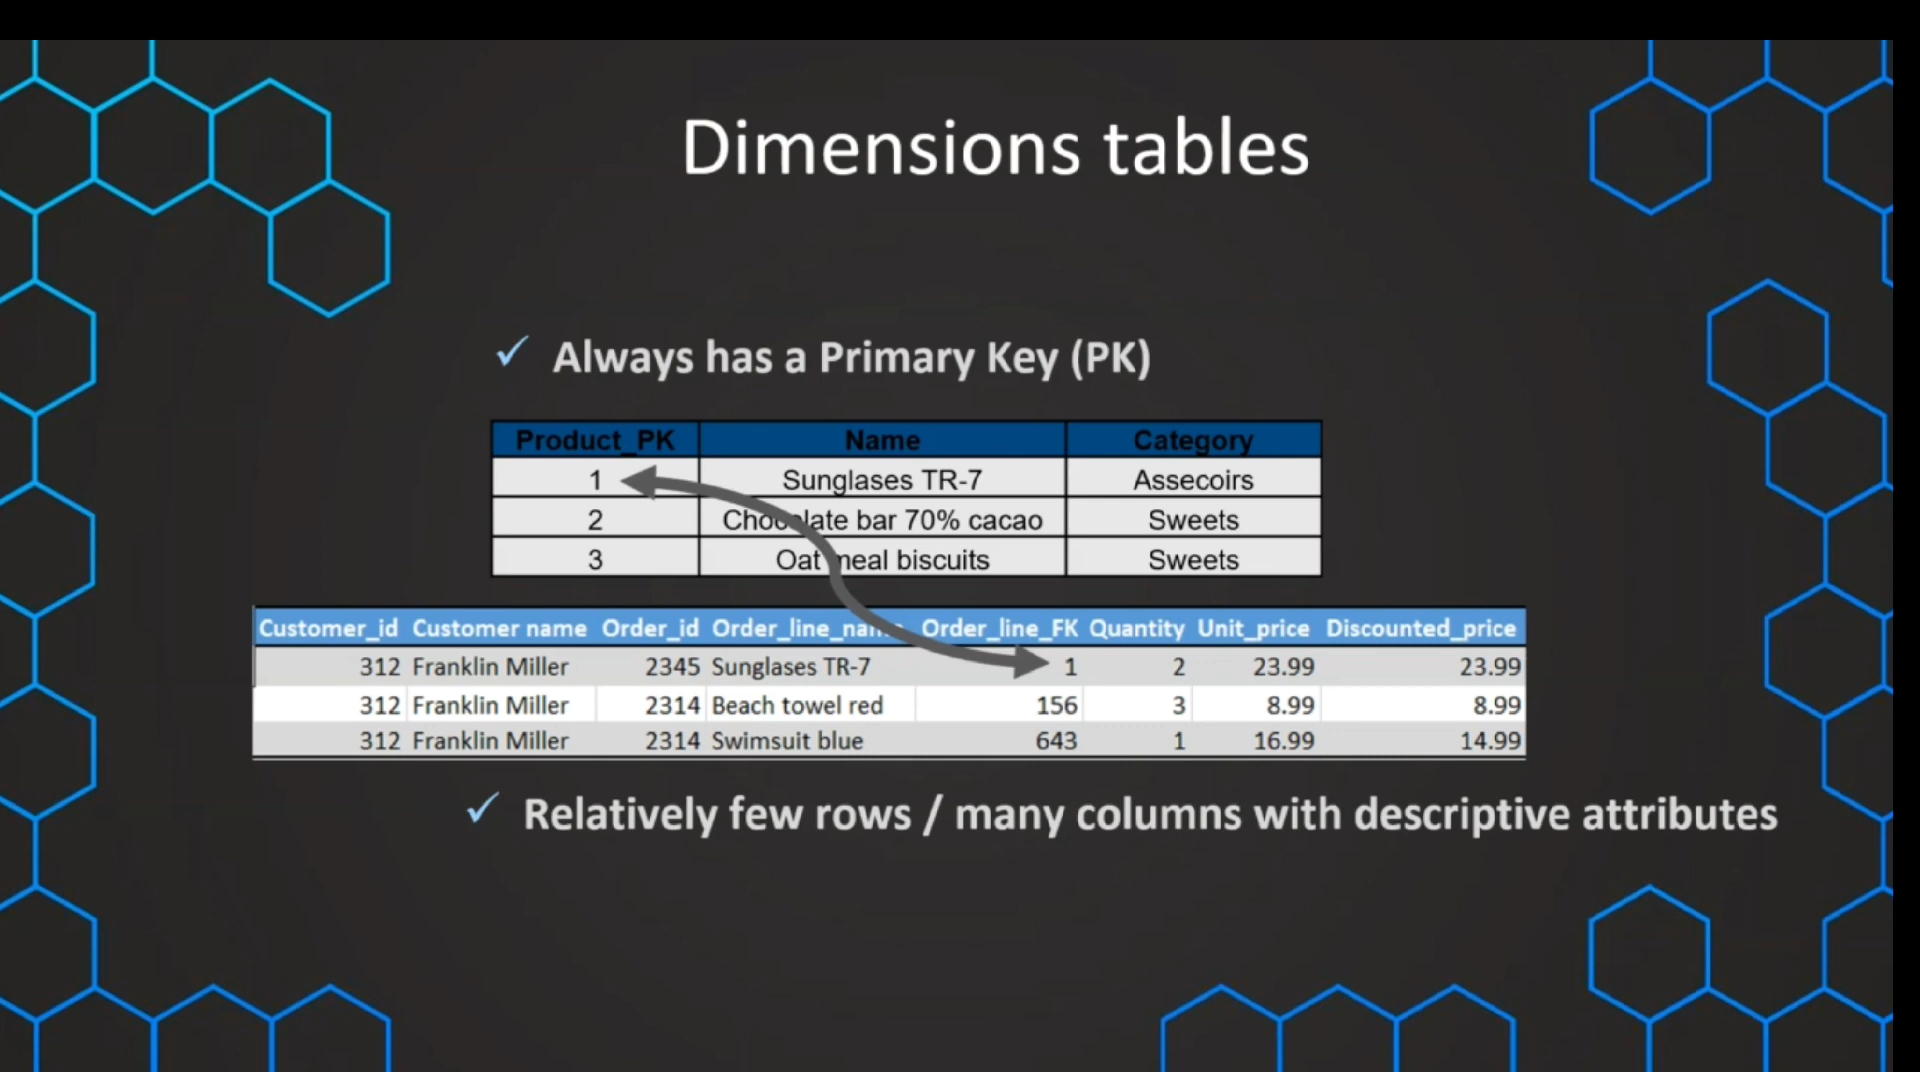 Dimensions tables
✓ Always has a Primary Key (PK)
Product_PK Name Category
1 Sunglases TR-7 Assecoirs
2 Chocolate bar 70% cacao Sweets
3 Oat meal biscuits Sweets
Customer_id Customer name Order_id Order_line_name Order_line_FK Quantity Unit_price Discounted_price
312 Franklin Miller 2345 Sunglases TR-7 1 2 23.99 23.99
312 Franklin Miller 2314 Beach towel red 156 3 8.99 8.99
312 Franklin Miller 2314 Swimsuit blue 643 1 16.99 14.99
✓ Relatively few rows / many columns with descriptive attributes